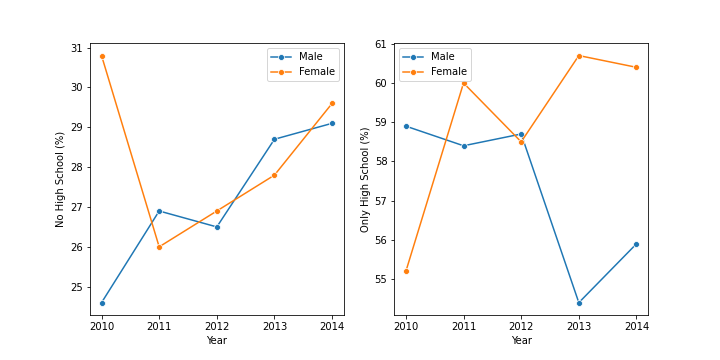 Male
Female
31
30
29
28
27
26
25
No High School (%)
2010 2011 2012 2013 2014
Year
Male
Female
61
60
59
58
57
56
55
Only High School (%)
2010 2011 2012 2013 2014
Year